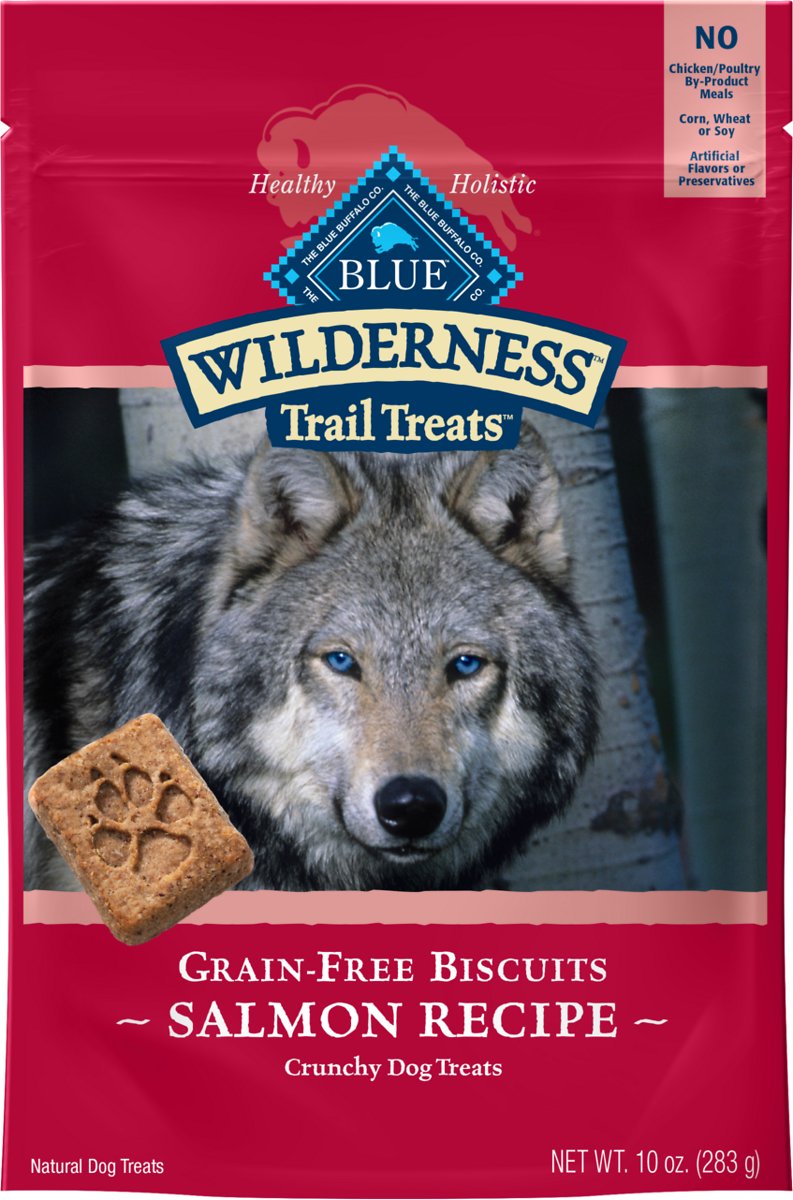 NO
Chicken/Poultry
By-Product
Meals
Corn, Wheat
or Soy
Artificial
Flavors or
Preservatives
Healthy Holistic
THE BLUE BUFFALO CO.
THE BLUE BUFFALO CO.
BLUE™
THE
CO.
WILDERNESS™
Trail Treats™
GRAIN-FREE BISCUITS
~ SALMON RECIPE ~
Crunchy Dog Treats
Natural Dog Treats
NET WT. 10 oz. (283 g)